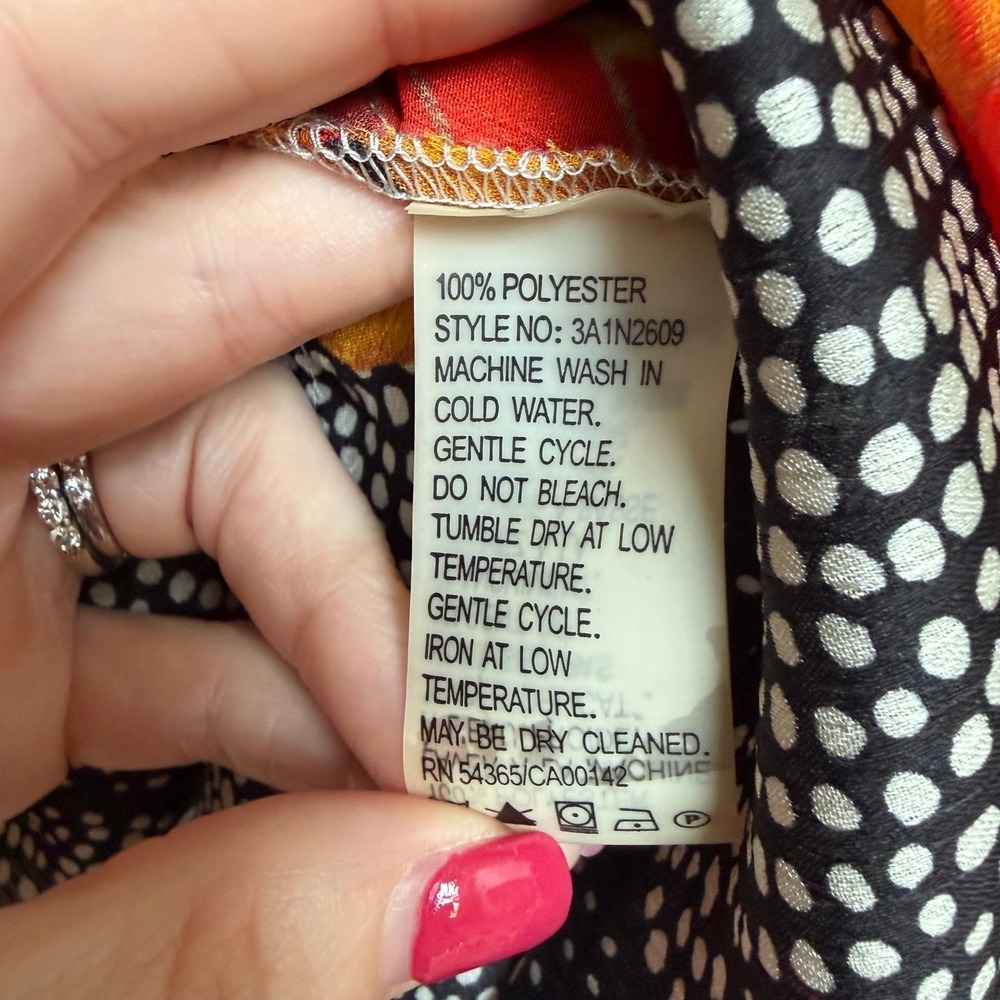 100% POLYESTER
STYLE NO: 3A1N2609
MACHINE WASH IN
COLD WATER.
GENTLE CYCLE.
DO NOT BLEACH.
TUMBLE DRY AT LOW
TEMPERATURE.
GENTLE CYCLE.
IRON AT LOW
TEMPERATURE.
MAY BE DRY CLEANED.
RN 54365/CA00142
P